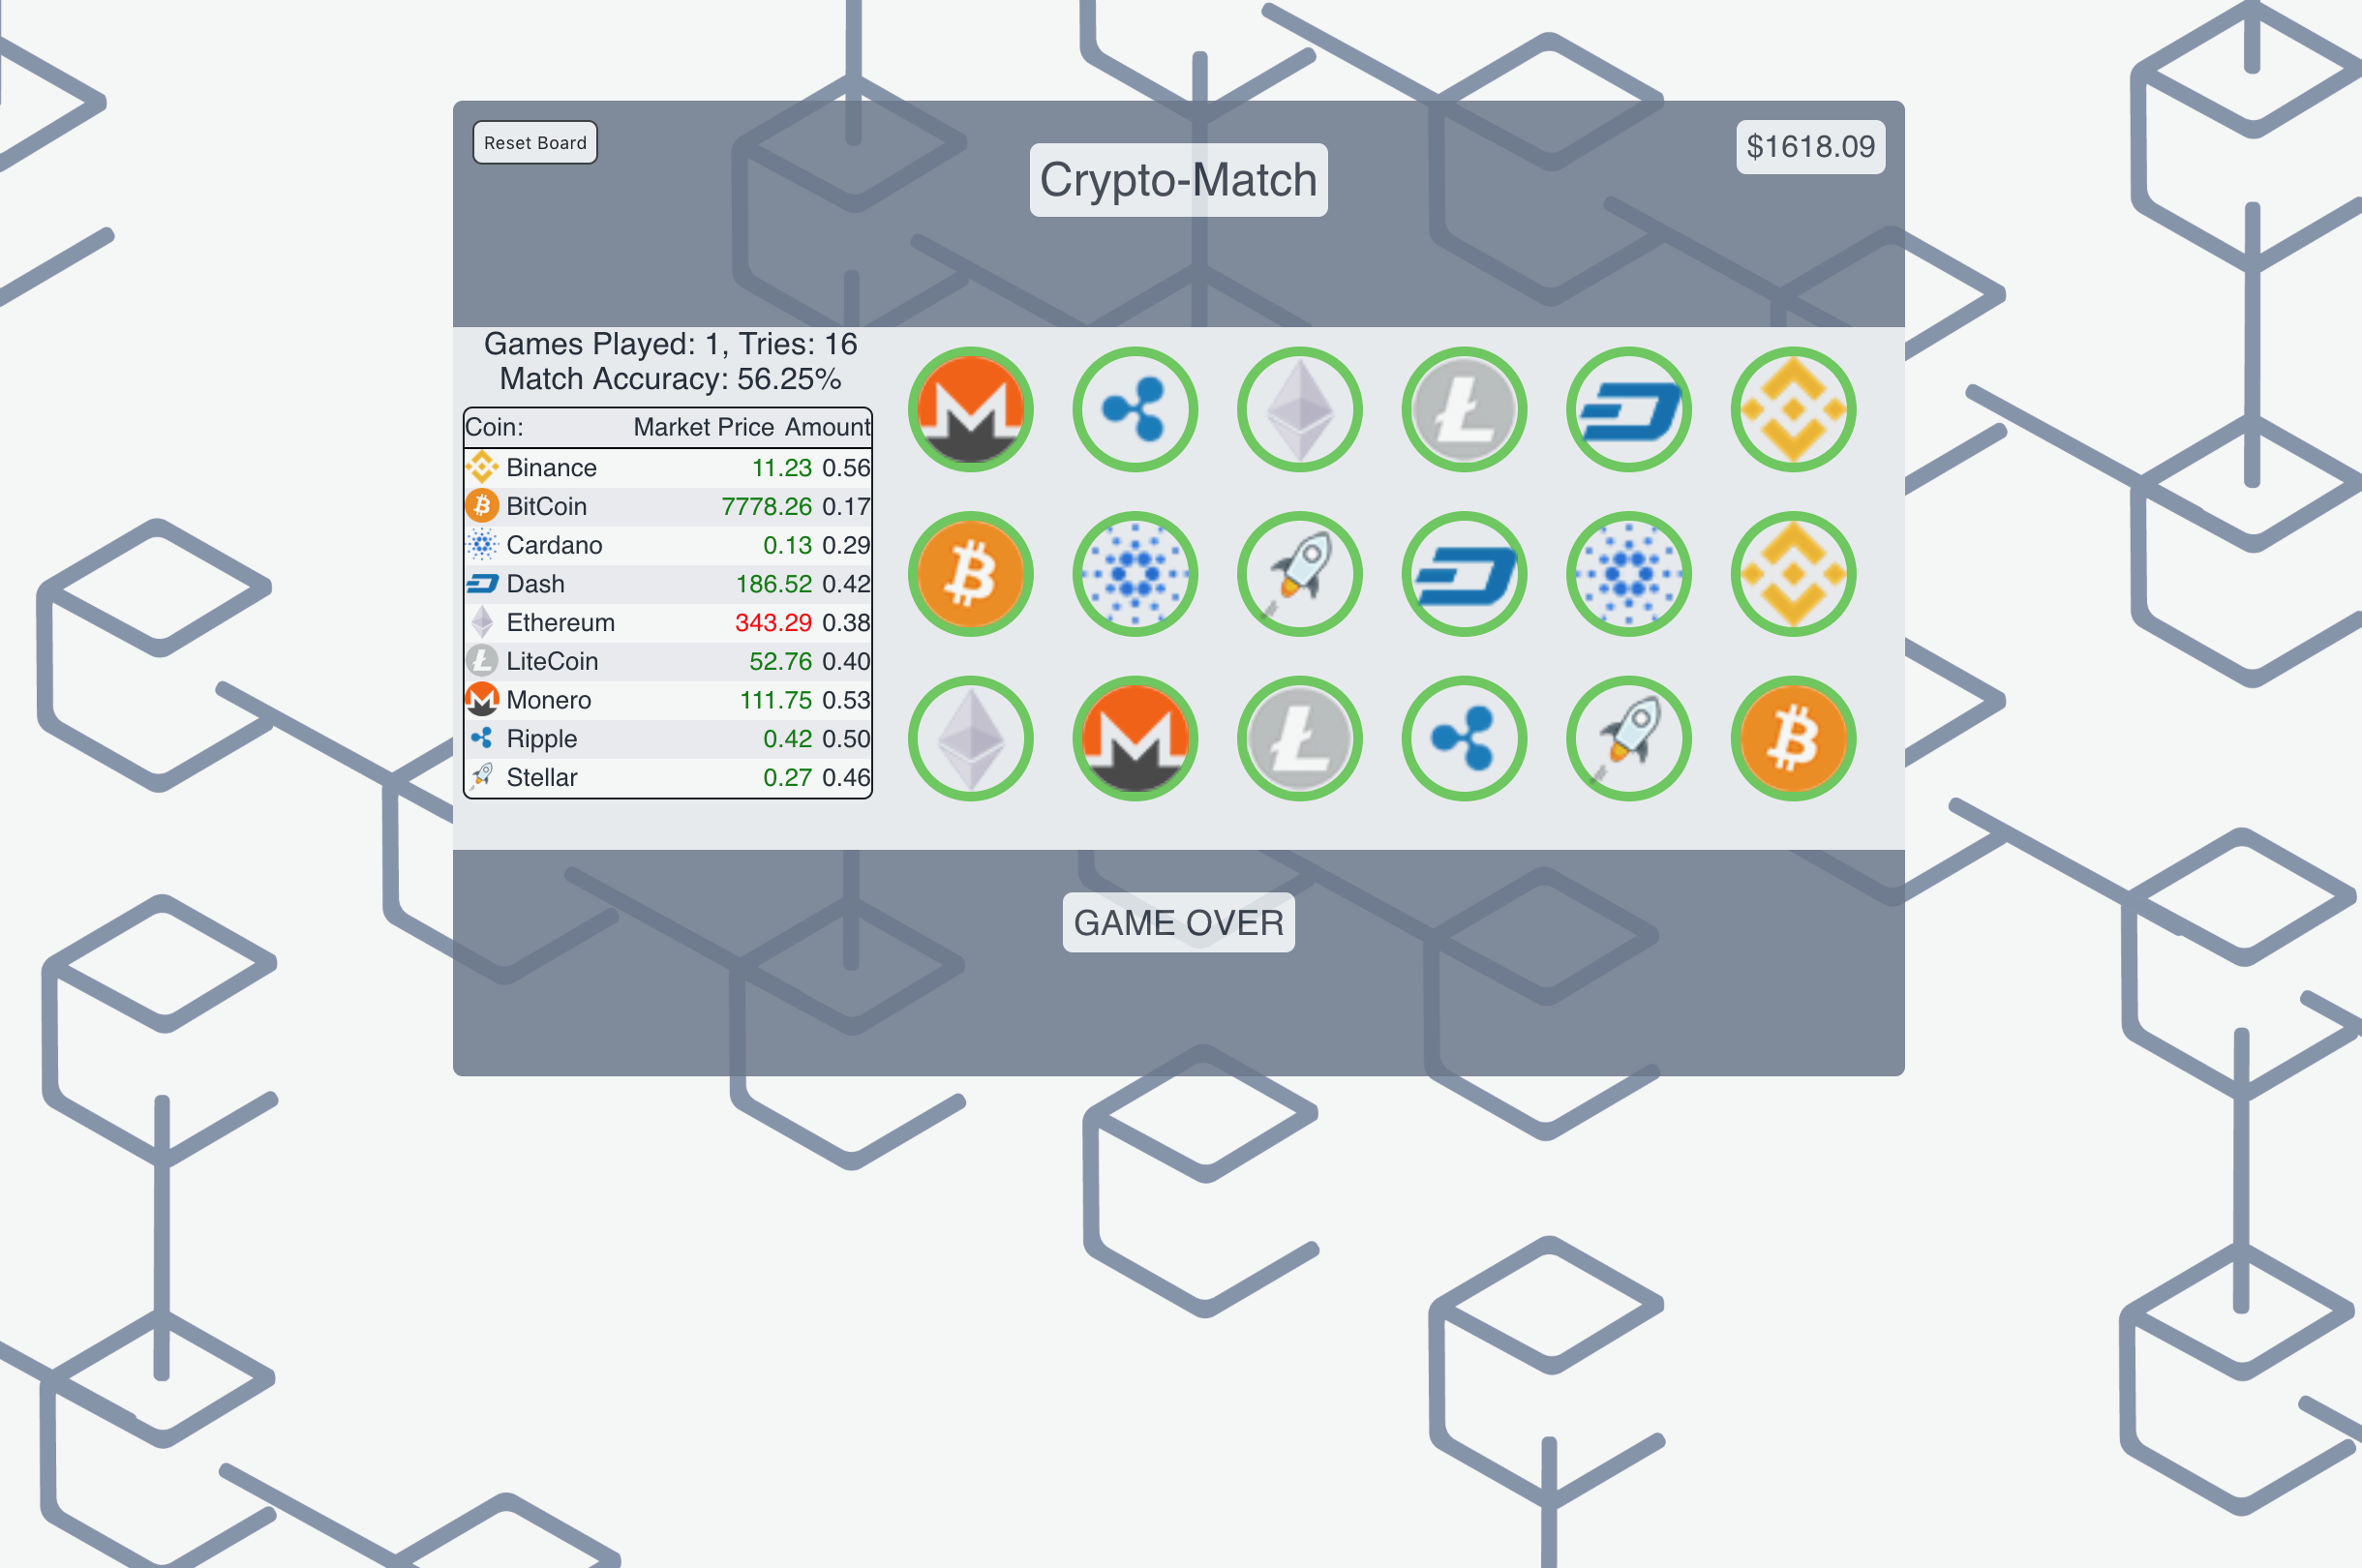 Reset Board
Crypto-Match
$1618.09
Games Played: 1, Tries: 16
Match Accuracy: 56.25%
Coin: Market Price Amount
Binance 11.23 0.56
BitCoin 7778.26 0.17
Cardano 0.13 0.29
Dash 186.52 0.42
Ethereum 343.29 0.38
LiteCoin 52.76 0.40
Monero 111.75 0.53
Ripple 0.42 0.50
Stellar 0.27 0.46
GAME OVER